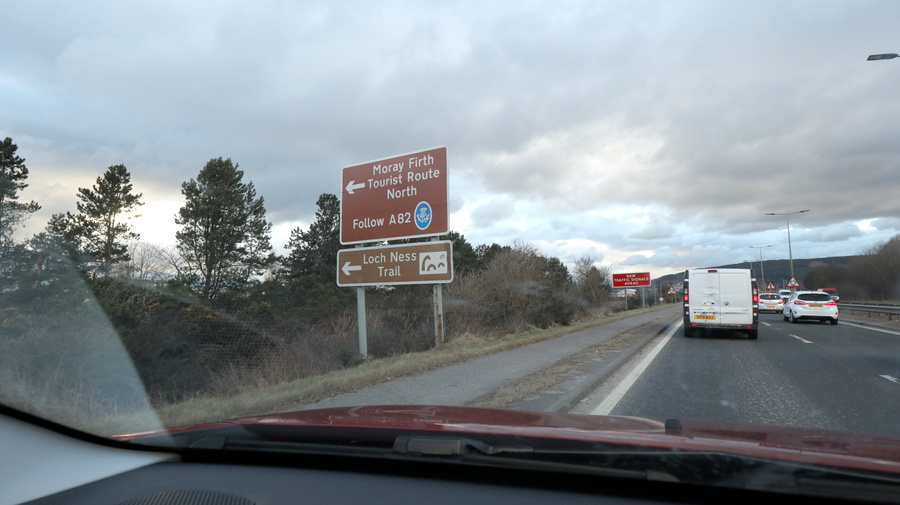 Moray Firth
Tourist Route
North
Follow A82
Loch Ness
Trail
NEW
TRAFFIC SIGNALS
AHEAD